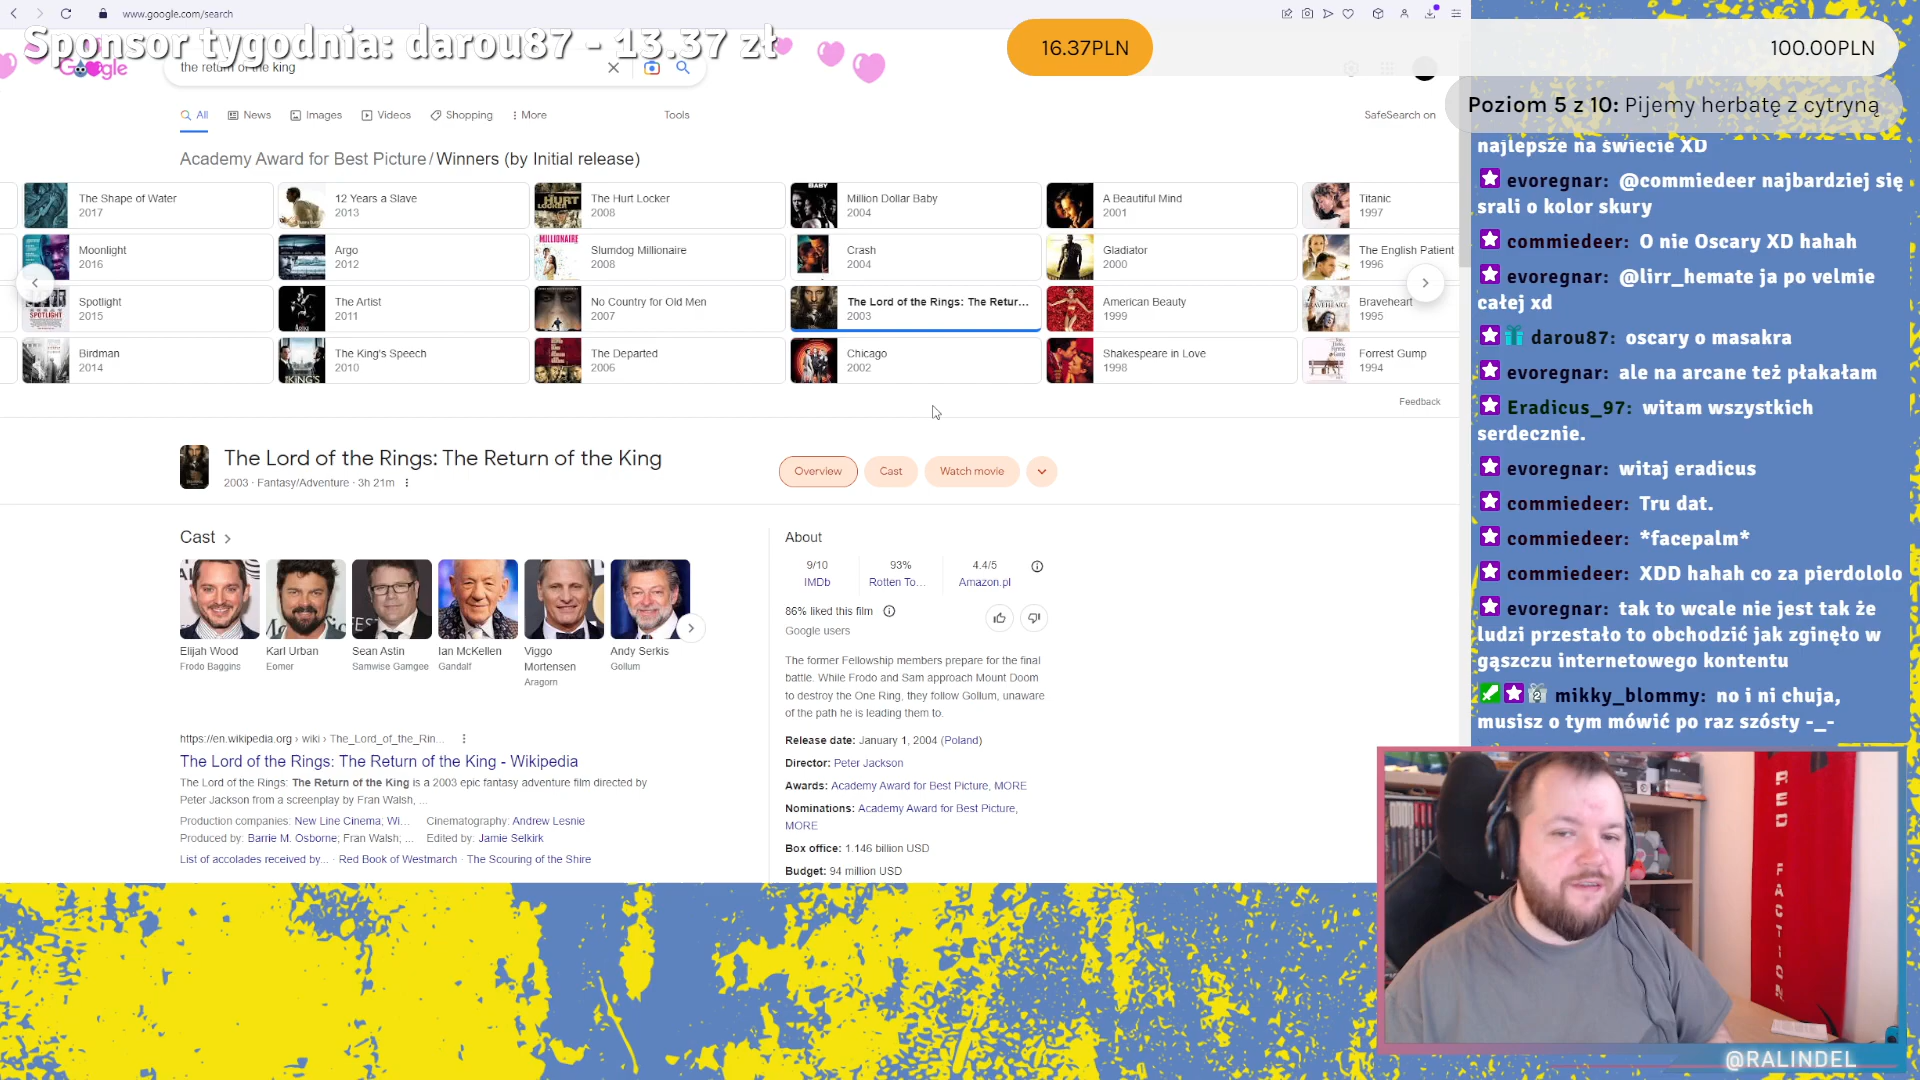 www.google.com/search
Sponsor tygodnia: darou87 - 13.37 zł
16.37PLN
100.00PLN
Google
the return of the king
Poziom 5 z 10: Pijemy herbatę z cytryną
All
News
Images
Videos
Shopping
More
Tools
SafeSearch on
Academy Award for Best Picture / Winners (by Initial release)
The Shape of Water
2017
12 Years a Slave
2013
The Hurt Locker
2008
Million Dollar Baby
2004
A Beautiful Mind
2001
Titanic
1997
Moonlight
2016
Argo
2012
Slumdog Millionaire
2008
Crash
2004
Gladiator
2000
The English Patient
1996
Spotlight
2015
The Artist
2011
No Country for Old Men
2007
The Lord of the Rings: The Retur...
2003
American Beauty
1999
Braveheart
1995
Birdman
2014
The King's Speech
2010
The Departed
2006
Chicago
2002
Shakespeare in Love
1998
Forrest Gump
1994
Feedback
The Lord of the Rings: The Return of the King
2003 · Fantasy/Adventure · 3h 21m
Overview
Cast
Watch movie
Cast
Elijah Wood
Frodo Baggins
Karl Urban
Eomer
Sean Astin
Samwise Gamgee
Ian McKellen
Gandalf
Viggo
Mortensen
Aragorn
Andy Serkis
Gollum
https://en.wikipedia.org › wiki › The_Lord_of_the_Rin...
The Lord of the Rings: The Return of the King - Wikipedia
The Lord of the Rings: The Return of the King is a 2003 epic fantasy adventure film directed by
Peter Jackson from a screenplay by Fran Walsh, ...
Production companies: New Line Cinema; Wi... Cinematography: Andrew Lesnie
Produced by: Barrie M. Osborne; Fran Walsh; ... Edited by: Jamie Selkirk
List of accolades received by... · Red Book of Westmarch · The Scouring of the Shire
About
9/10
IMDb
93%
Rotten To...
4.4/5
Amazon.pl
86% liked this film
Google users
The former Fellowship members prepare for the final
battle. While Frodo and Sam approach Mount Doom
to destroy the One Ring, they follow Gollum, unaware
of the path he is leading them to.
Release date: January 1, 2004 (Poland)
Director: Peter Jackson
Awards: Academy Award for Best Picture, MORE
Nominations: Academy Award for Best Picture,
MORE
Box office: 1.146 billion USD
Budget: 94 million USD
najlepsze na świecie XD
evoregnar: @commiedeer najbardziej się
srali o kolor skury
commiedeer: O nie Oscary XD hahah
evoregnar: @lirr_hemate ja po velmie
całej xd
darou87: oscary o masakra
evoregnar: ale na arcane też płakałam
Eradicus_97: witam wszystkich
serdecznie.
evoregnar: witaj eradicus
commiedeer: Tru dat.
commiedeer: *facepalm*
commiedeer: XDD hahah co za pierdololo
evoregnar: tak to wcale nie jest tak że
ludzi przestało to obchodzić jak zginęło w
gąszczu internetowego kontentu
2 mikky_blommy: no i ni chuja,
musisz o tym mówić po raz szósty -_-
RED FACTION
@RALINDEL